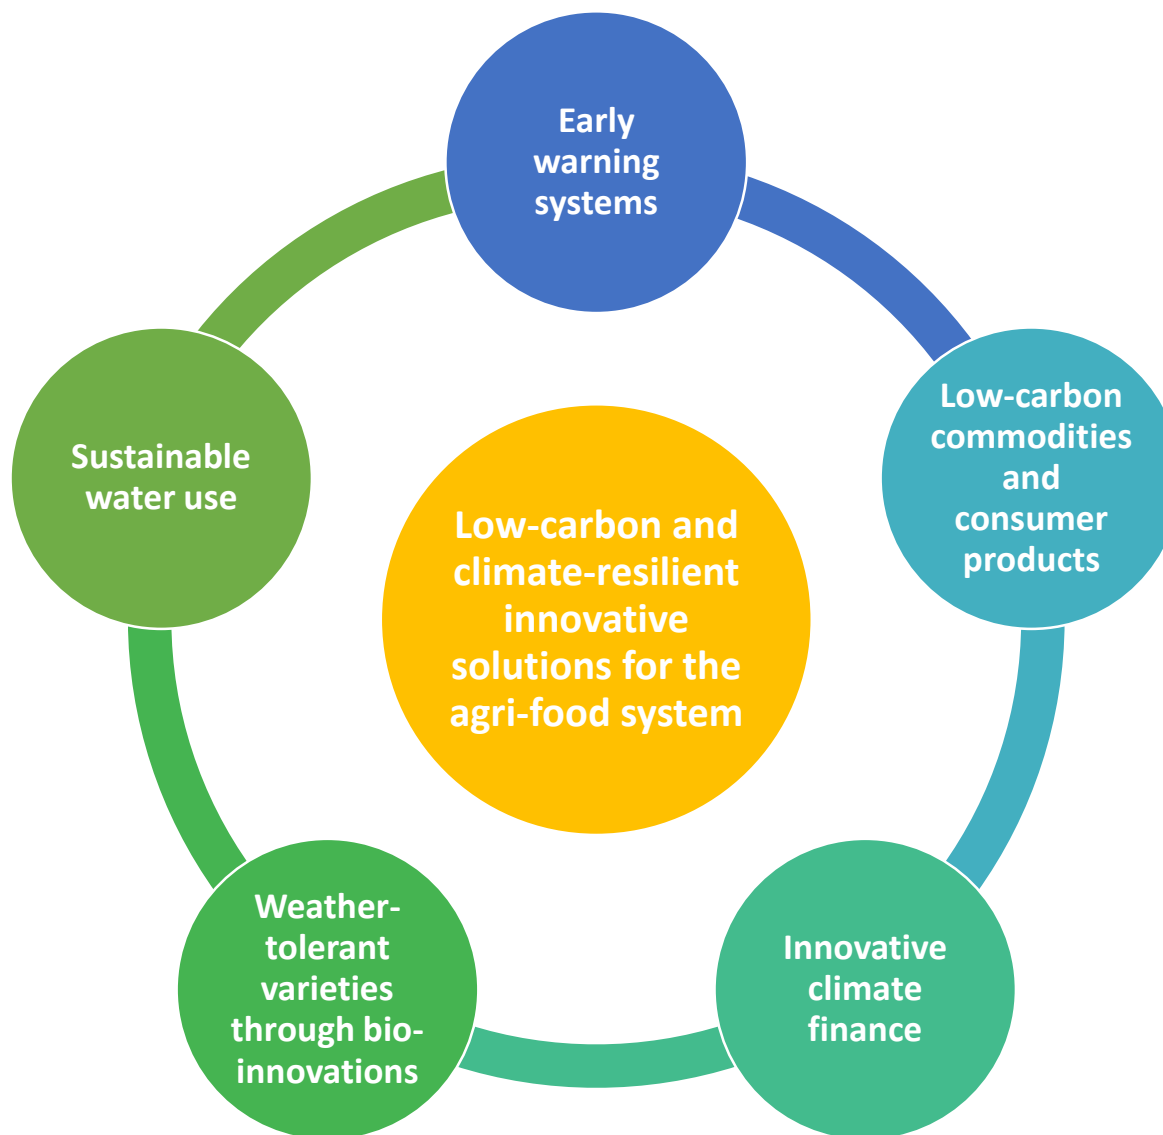 Early
warning
systems
Low-carbon
commodities
and
consumer
products
Sustainable
water use
Low-carbon and
climate-resilient
innovative
solutions for the
agri-food system
Weather-
tolerant
varieties
through bio-
innovations
Innovative
climate
finance